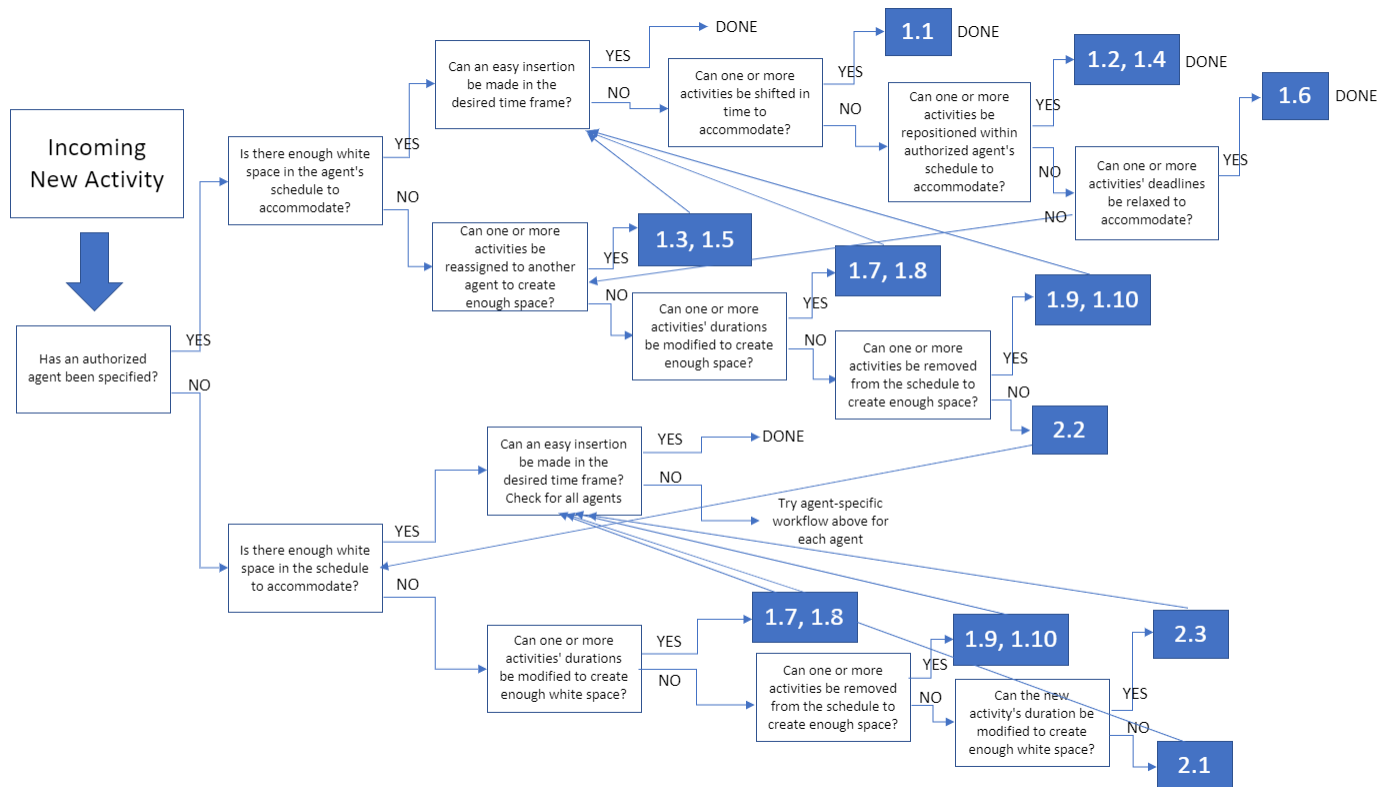 Incoming
New Activity
Has an authorized
agent been specified?
YES
NO
Is there enough white
space in the agent's
schedule to
accommodate?
YES
NO
Can an easy insertion
be made in the
desired time frame?
YES
DONE
NO
Can one or more
activities be shifted in
time to
accommodate?
YES
1.1
DONE
NO
Can one or more
activities be
repositioned within
authorized agent's
schedule to
accommodate?
YES
1.2, 1.4
DONE
NO
Can one or more
activities' deadlines
be relaxed to
accommodate?
YES
1.6
DONE
NO
Can one or more
activities be
reassigned to another
agent to create
enough space?
YES
1.3, 1.5
NO
Can one or more
activities' durations
be modified to create
enough space?
YES
1.7, 1.8
NO
Can one or more
activities be removed
from the schedule to
create enough space?
YES
1.9, 1.10
NO
2.2
Is there enough white
space in the schedule
to accommodate?
YES
NO
Can an easy insertion
be made in the
desired time frame?
Check for all agents
YES
DONE
NO
Try agent-specific
workflow above for
each agent
Can one or more
activities' durations
be modified to create
enough white space?
YES
1.7, 1.8
NO
Can one or more
activities be removed
from the schedule to
create enough space?
YES
1.9, 1.10
NO
Can the new
activity's duration be
modified to create
enough white space?
YES
2.3
NO
2.1